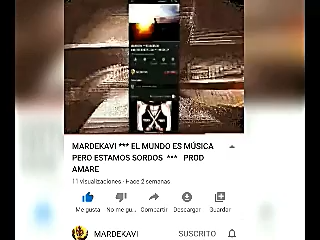 MARDEKAVI *** EL MUNDO ES MÚSICA
PERO ESTAMOS SORDOS *** PROD
AMARE
11 visualizaciones · Hace 2 semanas
Me gusta No me gu... Compartir Descargar Guardar
MARDEKAVI SUSCRITO